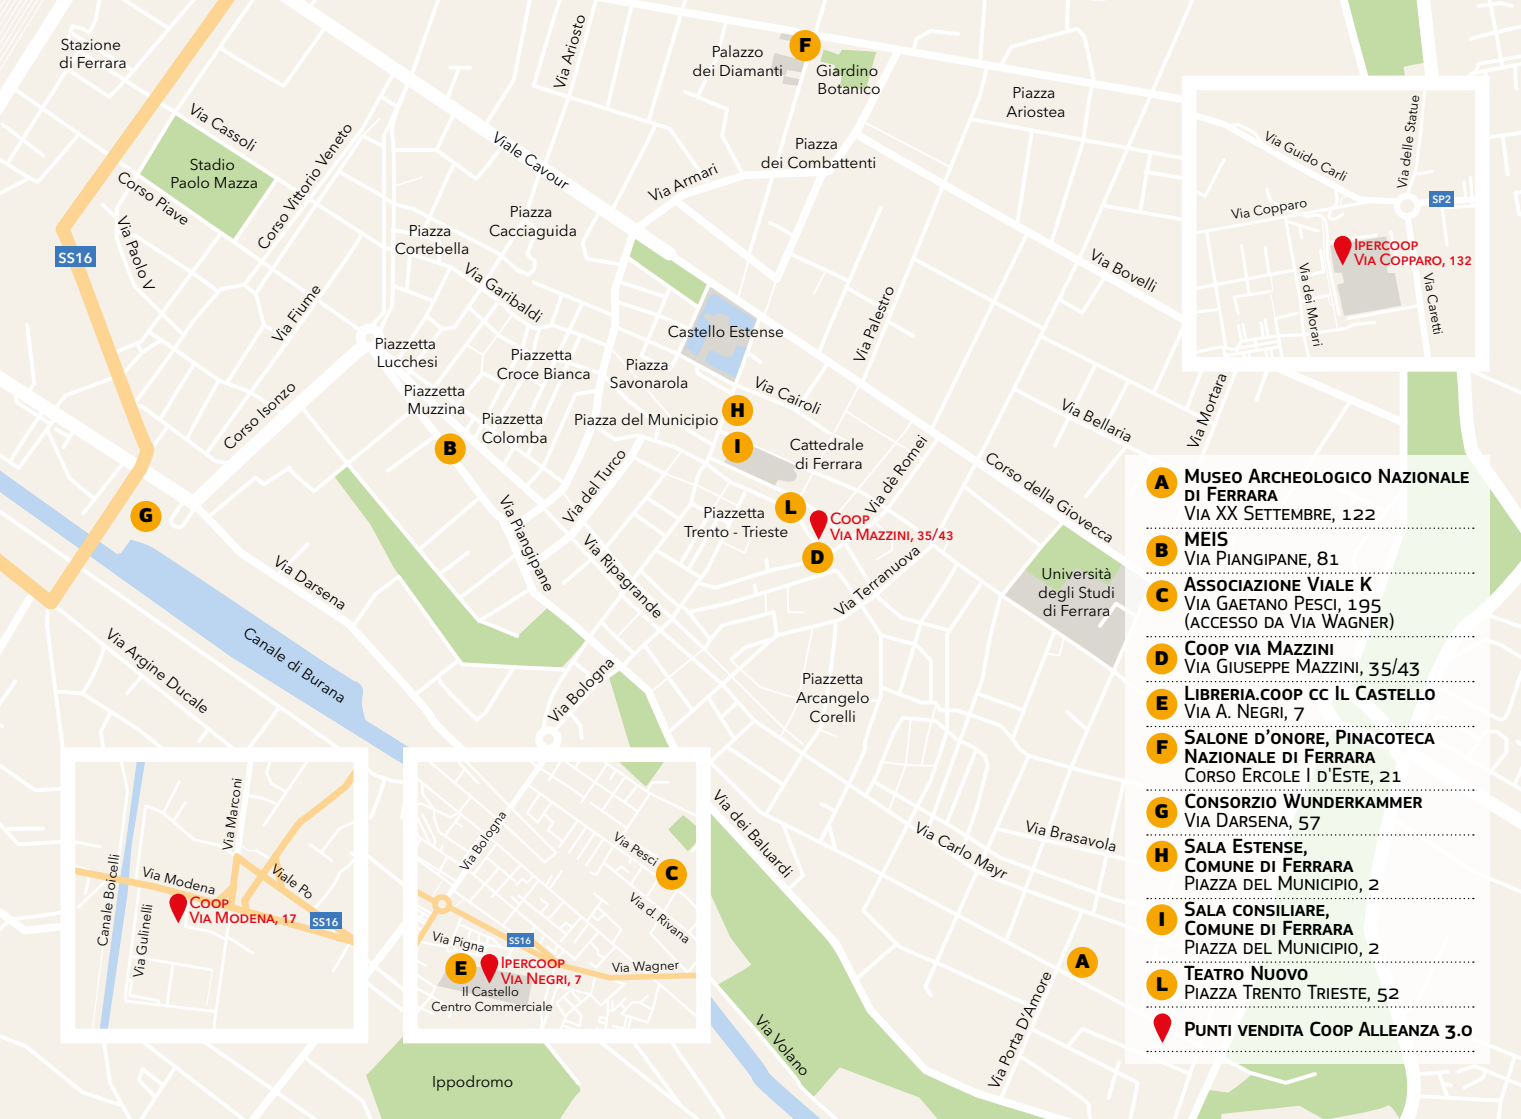 Stazione
di Ferrara
Via Cassoli
Stadio
Paolo Mazza
Corso Piave
Via Paolo V
Corso Vittorio Veneto
SS16
Via Fiume
Corso Isonzo
Via Ariosto
Viale Cavour
Palazzo
dei Diamanti
F
Giardino
Botanico
Piazza
Ariostea
Piazza
dei Combattenti
Via Armari
Piazza
Cacciaguida
Piazza
Cortebella
Via Garibaldi
Via Bovelli
Via Palestro
Castello Estense
Piazzetta
Lucchesi
Piazzetta
Croce Bianca
Piazza
Savonarola
Piazzetta
Muzzina
Piazzetta
Colomba
Piazza del Municipio
H
I
B
Via Cairoli
Cattedrale
di Ferrara
Via dè Romei
Via Bellaria
Via Mortara
Corso della Giovecca
Via del Turco
Via Piangipane
Via Ripagrande
Piazzetta
Trento - Trieste
L
Coop
Via Mazzini, 35/43
D
Via Terranuova
Università
degli Studi
di Ferrara
G
Via Darsena
Canale di Burana
Via Argine Ducale
Via Bologna
Piazzetta
Arcangelo
Corelli
Via dei Baluardi
Via Carlo Mayr
Via Brasavola
A
Via Porta D'Amore
Via Volano
Ippodromo
Via Guido Carli
Via delle Statue
SP2
Via Copparo
Ipercoop
Via Copparo, 132
Via dei Morari
Via Caretti
Canale Boicelli
Via Marconi
Via Modena
Viale Po
Coop
Via Modena, 17
SS16
Via Gulinelli
Via Bologna
Via Pesci
C
Via d. Rivana
Via Pigna
SS16
E
Ipercoop
Via Negri, 7
Via Wagner
Il Castello
Centro Commerciale
A
Museo Archeologico Nazionale
di Ferrara
Via XX Settembre, 122
B
MEIS
Via Piangipane, 81
C
Associazione Viale K
Via Gaetano Pesci, 195
(accesso da Via Wagner)
D
Coop via Mazzini
Via Giuseppe Mazzini, 35/43
E
Libreria.coop cc Il Castello
Via A. Negri, 7
F
Salone d'onore, Pinacoteca
Nazionale di Ferrara
Corso Ercole I d'Este, 21
G
Consorzio Wunderkammer
Via Darsena, 57
H
Sala Estense,
Comune di Ferrara
Piazza del Municipio, 2
I
Sala consiliare,
Comune di Ferrara
Piazza del Municipio, 2
L
Teatro Nuovo
Piazza Trento Trieste, 52
Punti vendita Coop Alleanza 3.0